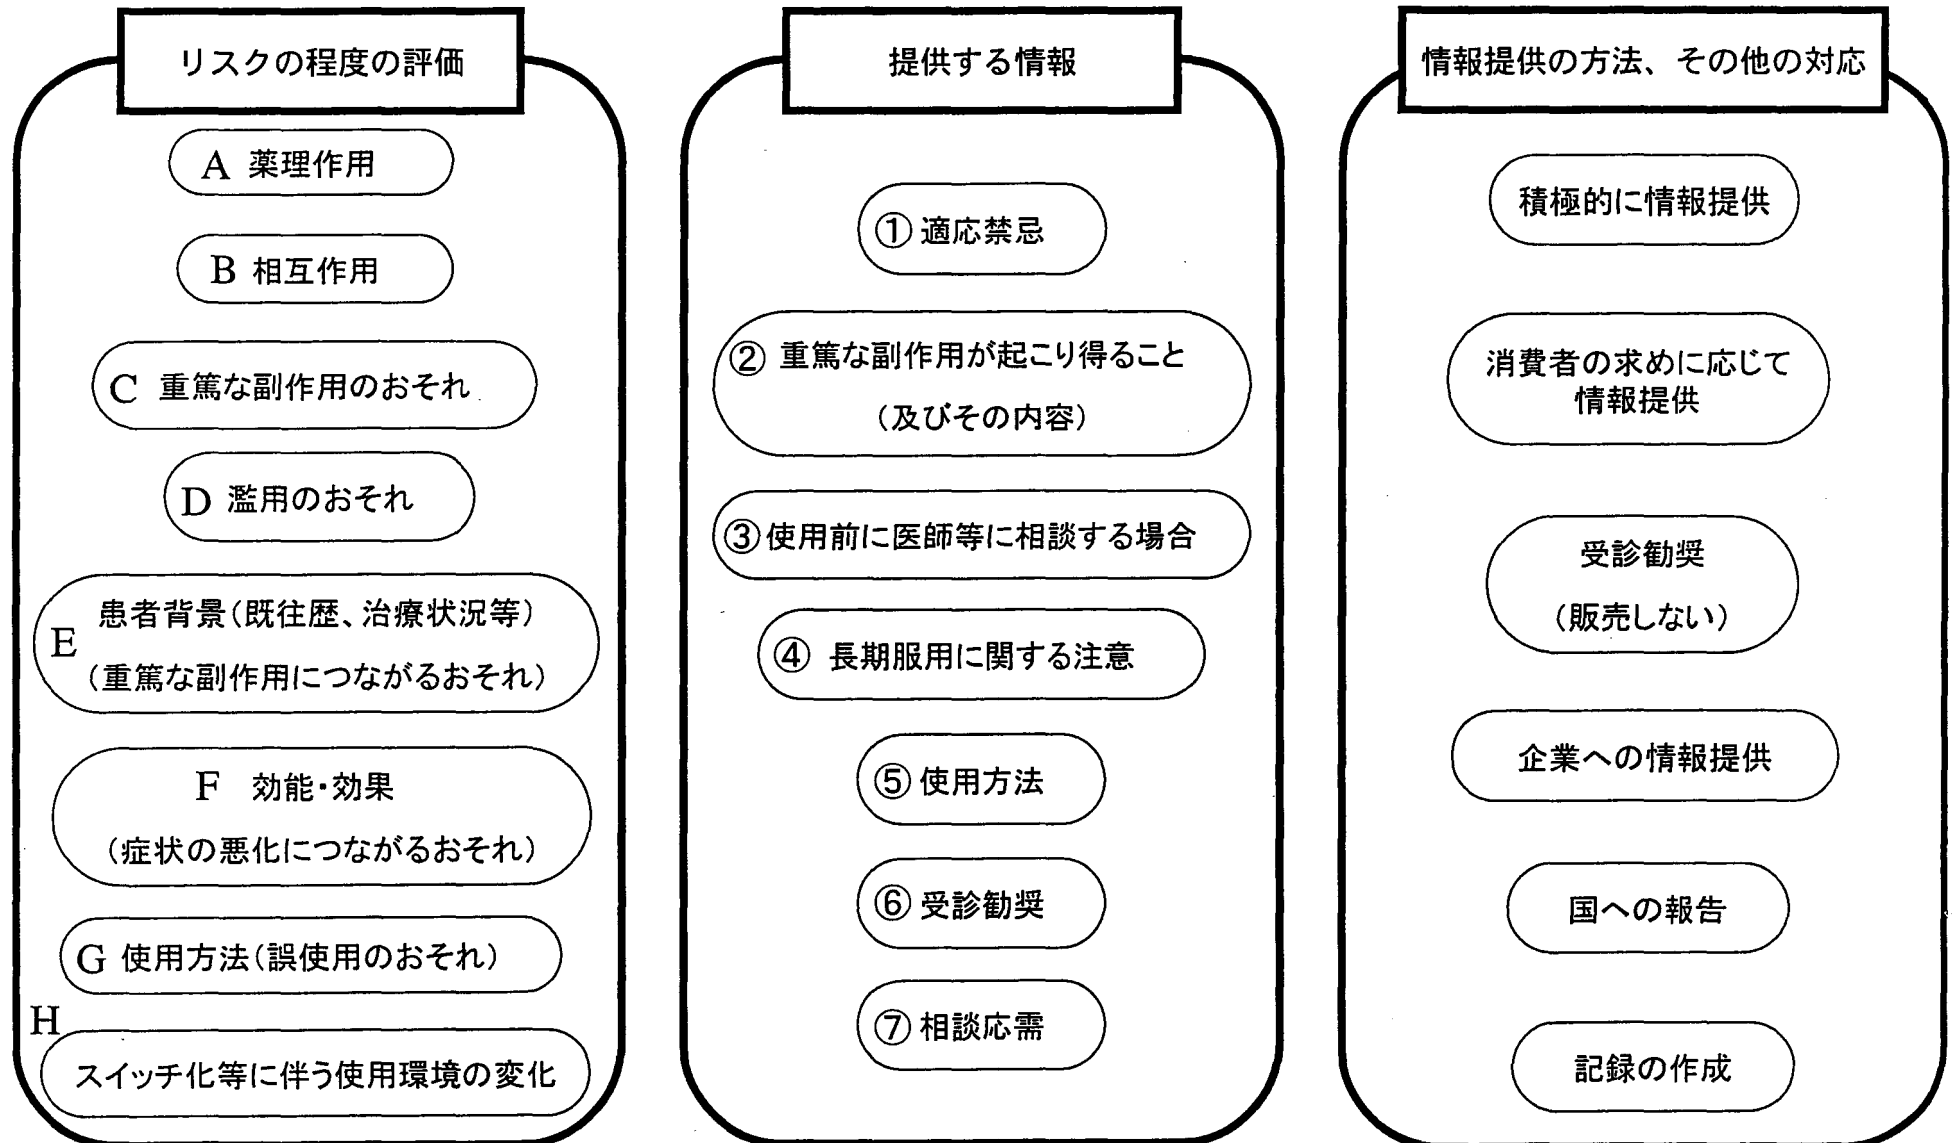 リスクの程度の評価
A 薬理作用
B 相互作用
C 重篤な副作用のおそれ
D 濫用のおそれ
E 患者背景(既往歴、治療状況等)
(重篤な副作用につながるおそれ)
F 効能・効果
(症状の悪化につながるおそれ)
G 使用方法(誤使用のおそれ)
H
スイッチ化等に伴う使用環境の変化
提供する情報
①適応禁忌
② 重篤な副作用が起こり得ること
(及びその内容)
③使用前に医師等に相談する場合
④ 長期服用に関する注意
⑤使用方法
⑥受診勧奨
⑦相談応需
情報提供の方法、その他の対応
積極的に情報提供
消費者の求めに応じて
情報提供
受診勧奨
(販売しない)
企業への情報提供
国への報告
記録の作成